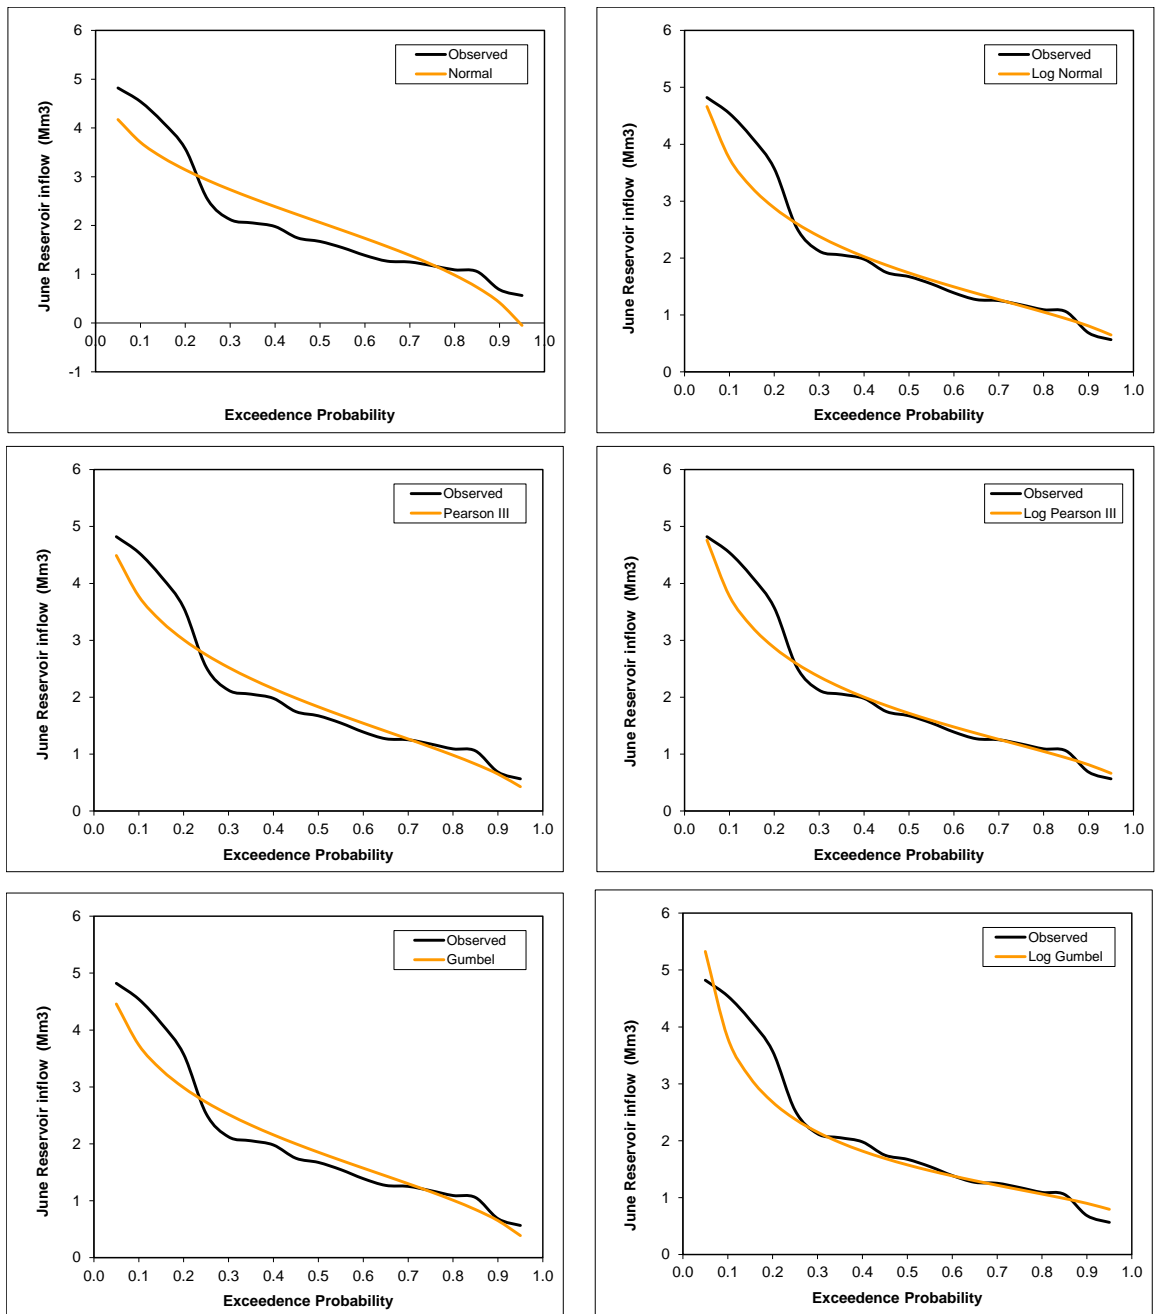 6
5
4
3
2
1
0
-1
June Reservoir inflow (Mm3)
Observed
Normal
0.0 0.1 0.2 0.3 0.4 0.5 0.6 0.7 0.8 0.9 1.0
Exceedence Probability
6
5
4
3
2
1
0
June Reservoir inflow (Mm3)
Observed
Log Normal
0.0 0.1 0.2 0.3 0.4 0.5 0.6 0.7 0.8 0.9 1.0
Exceedence Probability
6
5
4
3
2
1
0
June Reservoir inflow (Mm3)
Observed
Pearson III
0.0 0.1 0.2 0.3 0.4 0.5 0.6 0.7 0.8 0.9 1.0
Exceedence Probability
6
5
4
3
2
1
0
June Reservoir inflow (Mm3)
Observed
Log Pearson III
0.0 0.1 0.2 0.3 0.4 0.5 0.6 0.7 0.8 0.9 1.0
Exceedence Probability
6
5
4
3
2
1
0
June Reservoir inflow (Mm3)
Observed
Gumbel
0.0 0.1 0.2 0.3 0.4 0.5 0.6 0.7 0.8 0.9 1.0
Exceedence Probability
6
5
4
3
2
1
0
June Reservoir inflow (Mm3)
Observed
Log Gumbel
0.0 0.1 0.2 0.3 0.4 0.5 0.6 0.7 0.8 0.9 1.0
Exceedence Probability